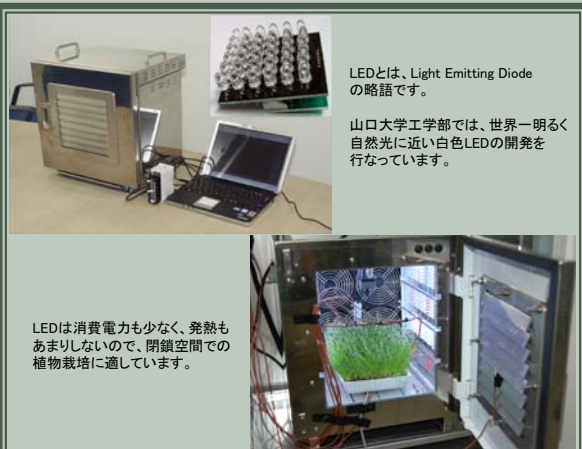 LEDとは、Light Emitting Diode
の略語です。
山口大学工学部では、世界一明るく
自然光に近い白色LEDの開発を
行なっています。
LEDは消費電力も少なく、発熱も
あまりしないので、閉鎖空間での
植物栽培に適しています。